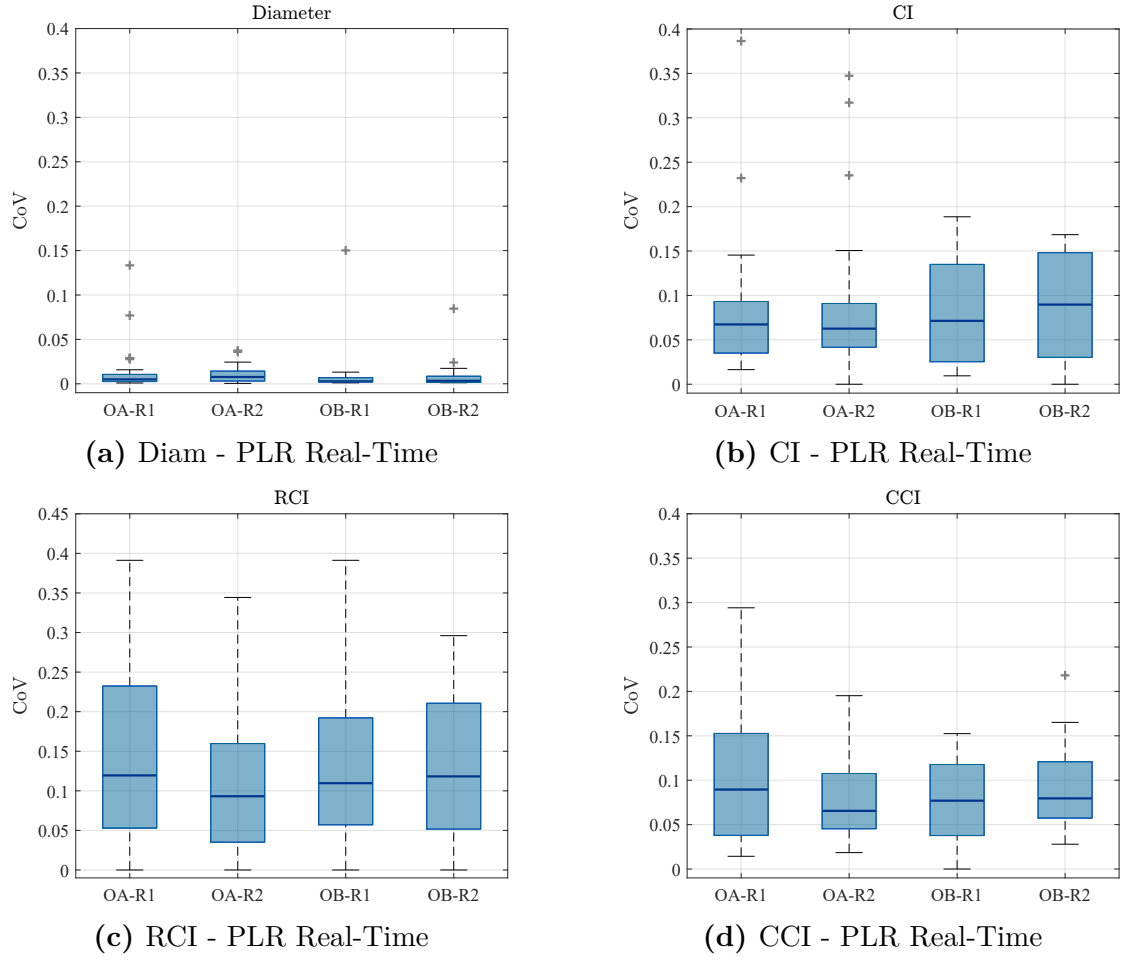 Diameter
0.4
0.35
0.3
0.25
0.2
0.15
0.1
0.05
0
CoV
OA-R1 OA-R2 OB-R1 OB-R2
(a) Diam - PLR Real-Time
CI
0.4
0.35
0.3
0.25
0.2
0.15
0.1
0.05
0
CoV
OA-R1 OA-R2 OB-R1 OB-R2
(b) CI - PLR Real-Time
RCI
0.45
0.4
0.35
0.3
0.25
0.2
0.15
0.1
0.05
0
CoV
OA-R1 OA-R2 OB-R1 OB-R2
(c) RCI - PLR Real-Time
CCI
0.4
0.35
0.3
0.25
0.2
0.15
0.1
0.05
0
CoV
OA-R1 OA-R2 OB-R1 OB-R2
(d) CCI - PLR Real-Time